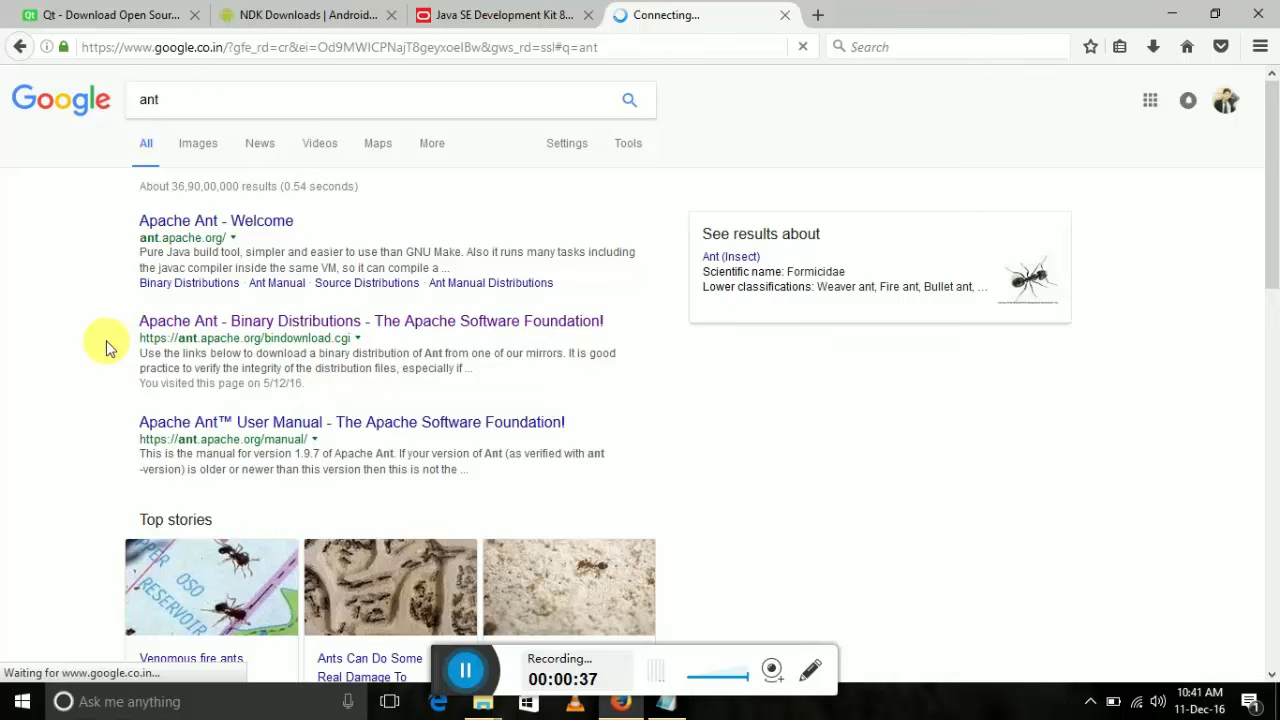 Qt - Download Open Sour...
NDK Downloads | Android...
Java SE Development Kit 8...
Connecting...
https://www.google.co.in/?gfe_rd=cr&ei=Od9MWICPNajT8geyxoeIBw&gws_rd=ssl#q=ant
Search
Google
ant
All
Images
News
Videos
Maps
More
Settings
Tools
About 36,90,00,000 results (0.54 seconds)
Apache Ant - Welcome
ant.apache.org/
Pure Java build tool, simpler and easier to use than GNU Make. Also it runs many tasks including
the javac compiler inside the same VM, so it can compile a ...
Binary Distributions · Ant Manual · Source Distributions · Ant Manual Distributions
Apache Ant - Binary Distributions - The Apache Software Foundation!
https://ant.apache.org/bindownload.cgi
Use the links below to download a binary distribution of Ant from one of our mirrors. It is good
practice to verify the integrity of the distribution files, especially if ...
You visited this page on 5/12/16.
Apache Ant™ User Manual - The Apache Software Foundation!
https://ant.apache.org/manual/
This is the manual for version 1.9.7 of Apache Ant. If your version of Ant (as verified with ant
-version) is older or newer than this version then this is not the ...
See results about
Ant (Insect)
Scientific name: Formicidae
Lower classifications: Weaver ant, Fire ant, Bullet ant, ...
Top stories
PER OSO
RESERVOIR
Venomous fire ants
Ants Can Do Some
Real Damage To
Waiting for www.google.co.in...
Recording...
00:00:37
Ask me anything
10:41 AM
11-Dec-16
1